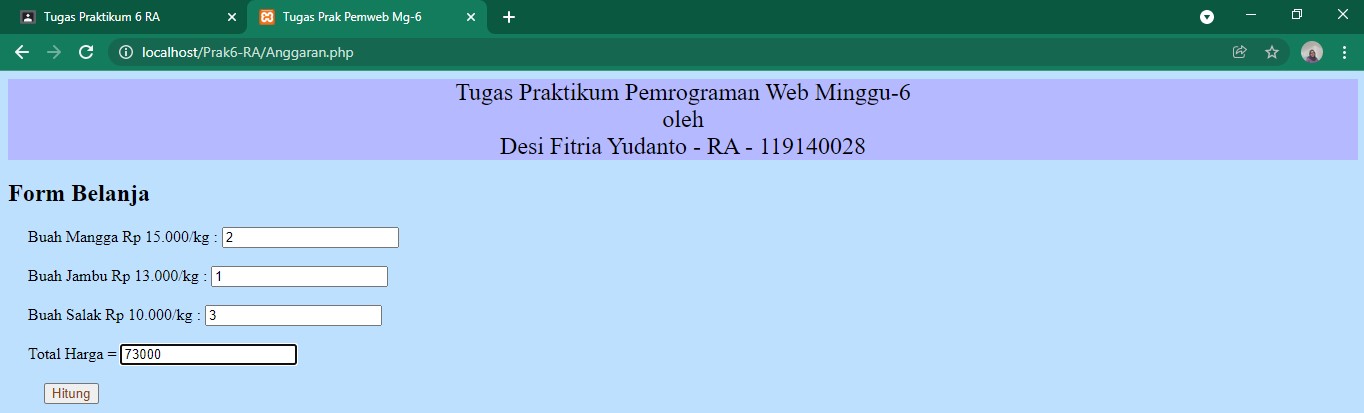 Tugas Praktikum 6 RA
Tugas Prak Pemweb Mg-6
localhost/Prak6-RA/Anggaran.php
Tugas Praktikum Pemrograman Web Minggu-6
oleh
Desi Fitria Yudanto - RA - 119140028
Form Belanja
Buah Mangga Rp 15.000/kg : 2
Buah Jambu Rp 13.000/kg : 1
Buah Salak Rp 10.000/kg : 3
Total Harga = 73000
Hitung